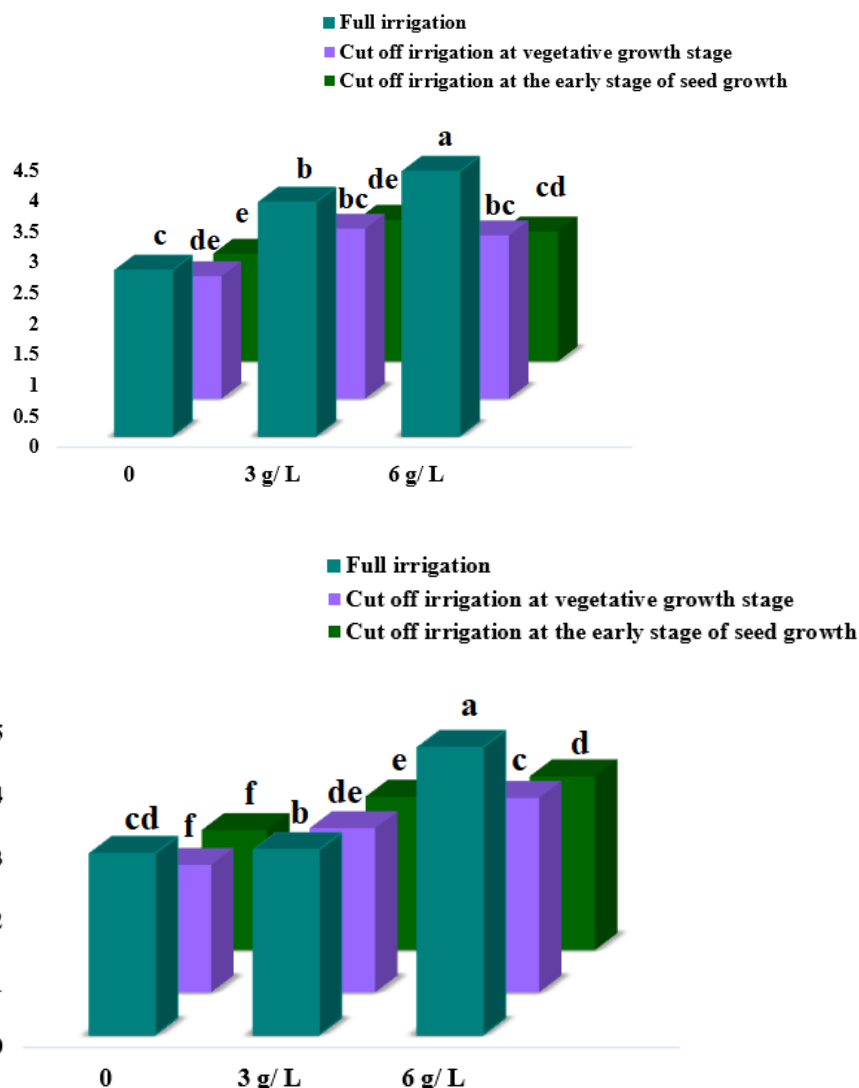 Full irrigation
Cut off irrigation at vegetative growth stage
Cut off irrigation at the early stage of seed growth
a
b
de
cd
bc
bc
c
de
e
4.5
4
3.5
3
2.5
2
1.5
1
0.5
0
0
3 g/ L
6 g/ L
Full irrigation
Cut off irrigation at vegetative growth stage
Cut off irrigation at the early stage of seed growth
a
d
e
c
f
de
b
cd
f
4
2
0
3 g/ L
6 g/ L